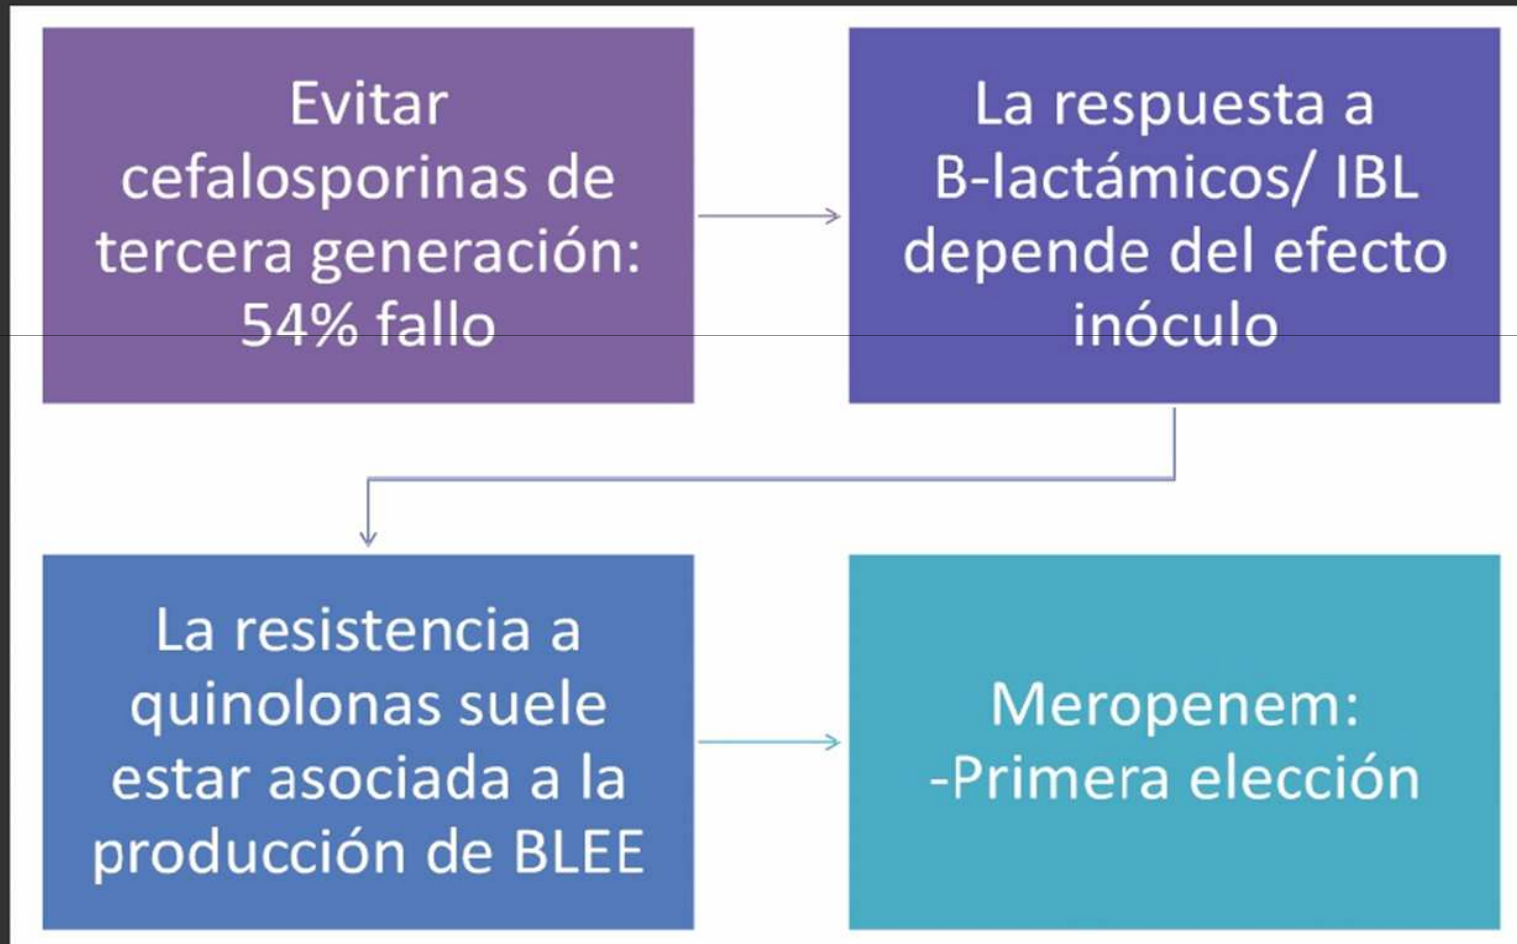 Evitar
cefalosporinas de
tercera generación:
54% fallo
La respuesta a
B-lactámicos/ IBL
depende del efecto
inóculo
La resistencia a
quinolonas suele
estar asociada a la
producción de BLEE
Meropenem:
-Primera elección